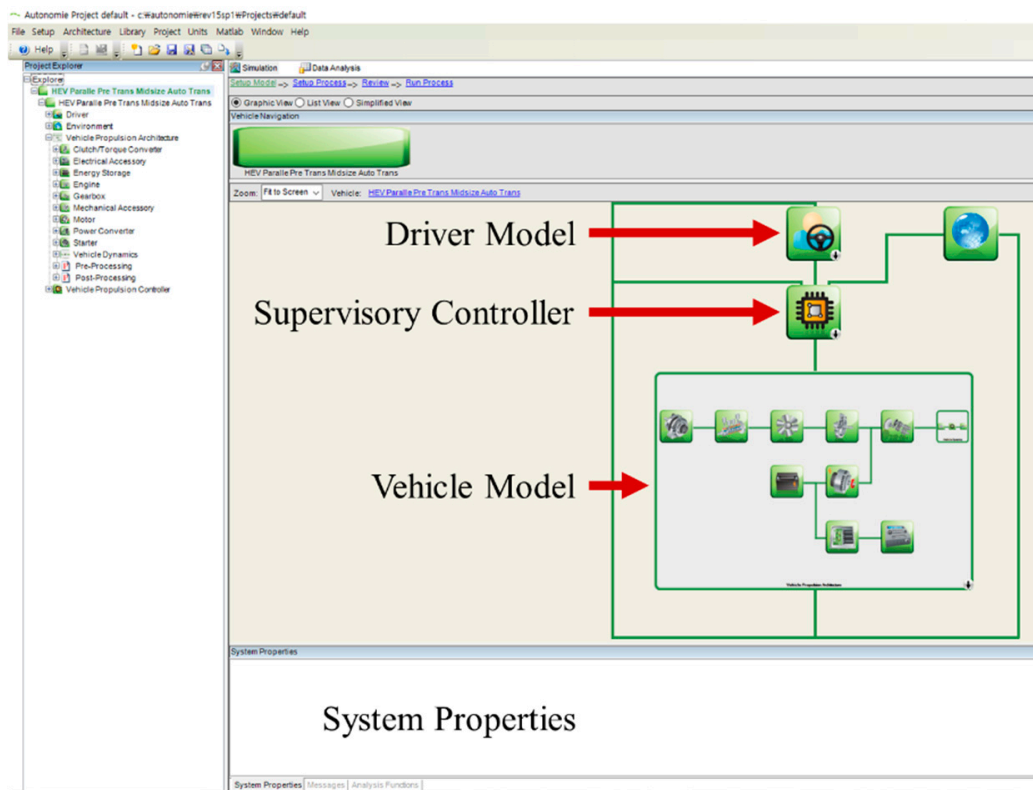 Autonomie Project default - c:₩autonomie₩rev15sp1₩Projects₩default
File Setup Architecture Library Project Units Matlab Window Help
Help
Project Explorer
Explorer
HEV Paralle Pre Trans Midsize Auto Trans
HEV Paralle Pre Trans Midsize Auto Trans
Driver
Environment
Vehicle Propulsion Architecture
Clutch/Torque Converter
Electrical Accessory
Energy Storage
Engine
Gearbox
Mechanical Accessory
Motor
Power Converter
Starter
Vehicle Dynamics
Pre-Processing
Post-Processing
Vehicle Propulsion Controller
Simulation Data Analysis
Setup Model -> Setup Process -> Review -> Run Process
Graphic View List View Simplified View
Vehicle Navigation
HEV Paralle Pre Trans Midsize Auto Trans
Zoom: Fit to Screen Vehicle: HEV Paralle Pre Trans Midsize Auto Trans
Driver Model
Supervisory Controller
Vehicle Model
Vehicle Propulsion Architecture
System Properties
System Properties
System Properties Messages Analysis Functions